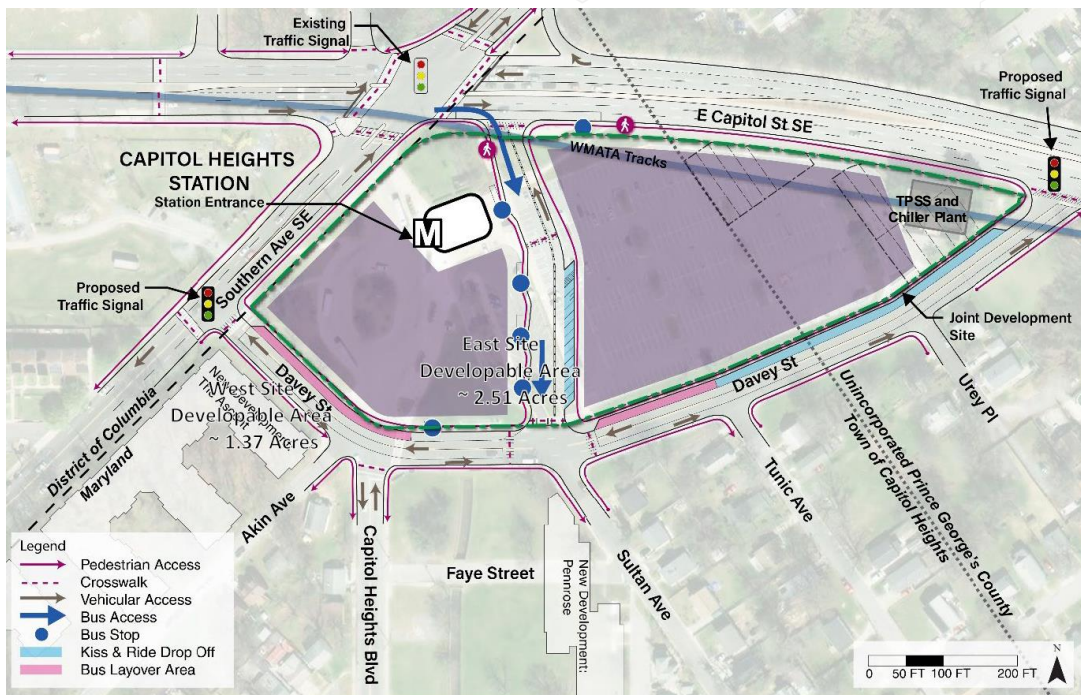 Existing
Traffic Signal
Proposed
Traffic Signal
E Capitol St SE
WMATA Tracks
CAPITOL HEIGHTS
STATION
Station Entrance
M
TPSS and
Chiller Plant
Southern Ave SE
Proposed
Traffic Signal
Joint Development
Site
East Site
Developable Area
~ 2.51 Acres
Davey St
Davey St
West Site
Developable Area
~ 1.37 Acres
New Development:
The Ascent
District of Columbia
Maryland
Urey Pl
Unincorporated Prince George's County
Town of Capitol Heights
Tunic Ave
Akin Ave
Capitol Heights Blvd
Faye Street
New Development:
Pennrose
Sultan Ave
Legend
Pedestrian Access
Crosswalk
Vehicular Access
Bus Access
Bus Stop
Kiss & Ride Drop Off
Bus Layover Area
N
0 50 FT 100 FT 200 FT